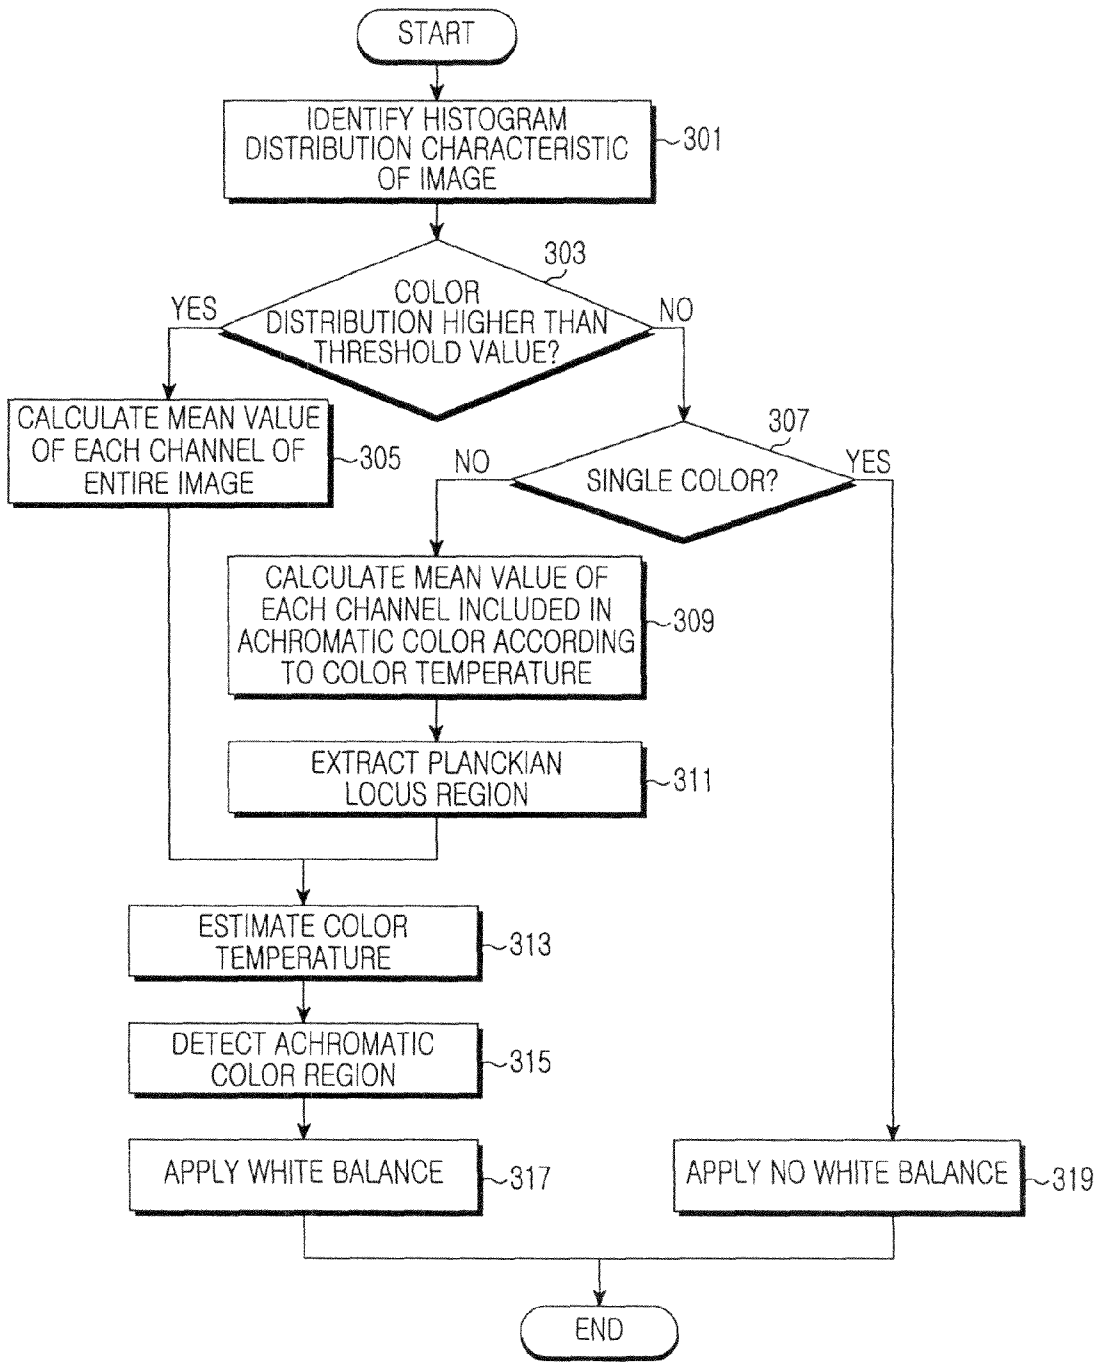 START
IDENTIFY HISTOGRAM
DISTRIBUTION CHARACTERISTIC
OF IMAGE
301
303
COLOR
DISTRIBUTION HIGHER THAN
THRESHOLD VALUE?
YES
NO
CALCULATE MEAN VALUE
OF EACH CHANNEL OF
ENTIRE IMAGE
305
307
SINGLE COLOR?
NO
YES
CALCULATE MEAN VALUE OF
EACH CHANNEL INCLUDED IN
ACHROMATIC COLOR ACCORDING
TO COLOR TEMPERATURE
309
EXTRACT PLANCKIAN
LOCUS REGION
311
ESTIMATE COLOR
TEMPERATURE
313
DETECT ACHROMATIC
COLOR REGION
315
APPLY WHITE BALANCE
317
APPLY NO WHITE BALANCE
319
END